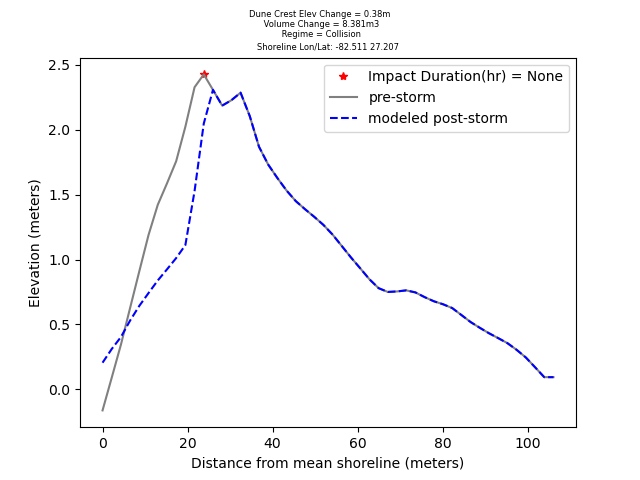 Dune Crest Elev Change = 0.38m
Volume Change = 8.381m3
Regime = Collision
Shoreline Lon/Lat: -82.511 27.207
Impact Duration(hr) = None
pre-storm
modeled post-storm
Elevation (meters)
2.5
2.0
1.5
1.0
0.5
0.0
0 20 40 60 80 100
Distance from mean shoreline (meters)